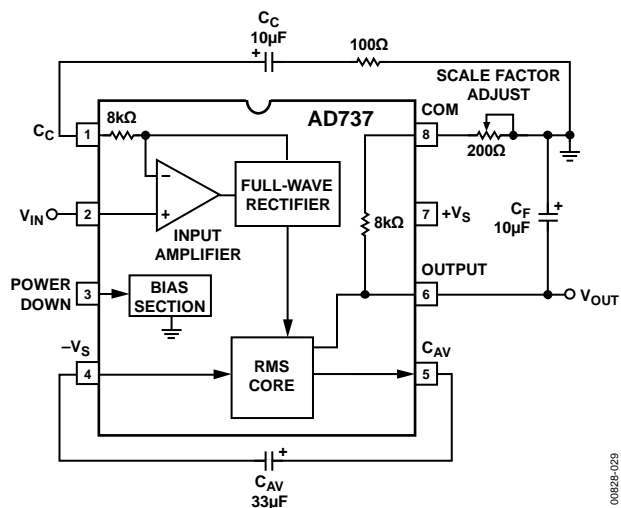 C_C
10µF
+
100Ω
SCALE FACTOR
ADJUST
8kΩ
AD737
COM
C_C
1
8
200Ω
FULL-WAVE
RECTIFIER
−
+
V_IN
2
INPUT
AMPLIFIER
8kΩ
7
+V_S
C_F
10µF
+
OUTPUT
POWER
DOWN
3
BIAS
SECTION
6
V_OUT
−V_S
C_AV
4
RMS
CORE
5
+
C_AV
33µF
00828-029